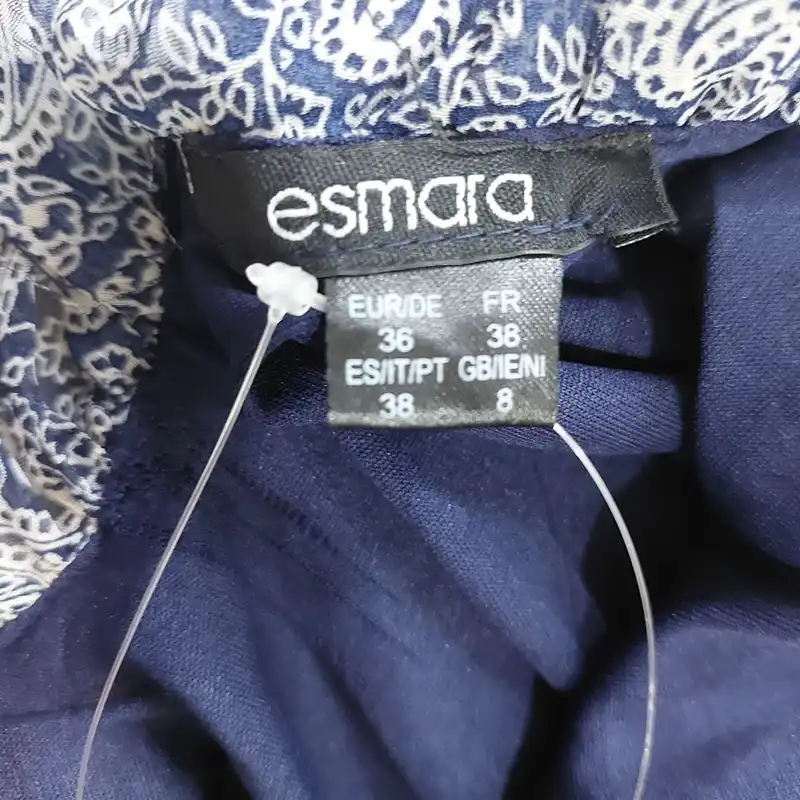 esmara
EUR/DE FR
36 38
ES/IT/PT GB/IE/NI
38 8